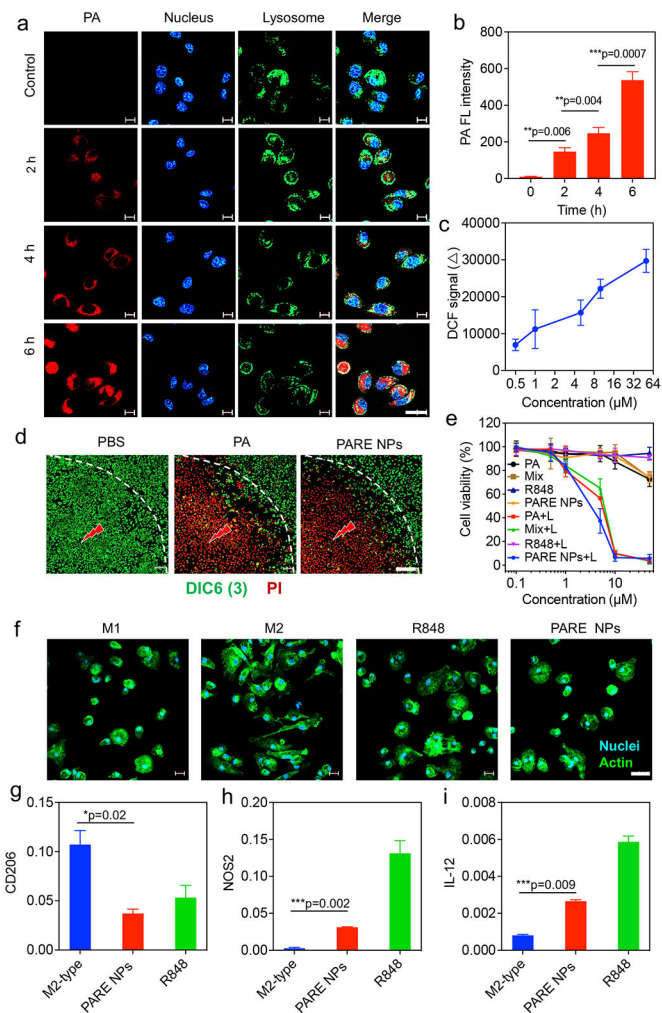 a
PA Nucleus Lysosome Merge
Control
2 h
4 h
6 h
b
PA FL intensity
800
600
400
200
0
***p=0.0007
**p=0.004
**p=0.006
0 2 4 6
Time (h)
c
DCF signal (△)
40000
30000
20000
10000
0
0.5 1 2 4 8 16 32 64
Concentration (μM)
d
PBS PA PARE NPs
DIC6 (3) PI
e
Cell viability (%)
120
100
80
60
40
20
0
PA
Mix
R848
PARE NPs
PA+L
Mix+L
R848+L
PARE NPs+L
0.1 1 10
Concentration (μM)
f
M1 M2 R848 PARE NPs
Nuclei
Actin
g
CD206
0.15
0.10
0.05
0.00
*p=0.02
M2-type PARE NPs R848
h
NOS2
0.20
0.15
0.10
0.05
0.00
***p=0.002
M2-type PARE NPs R848
i
IL-12
0.008
0.006
0.004
0.002
0.000
***p=0.009
M2-type PARE NPs R848